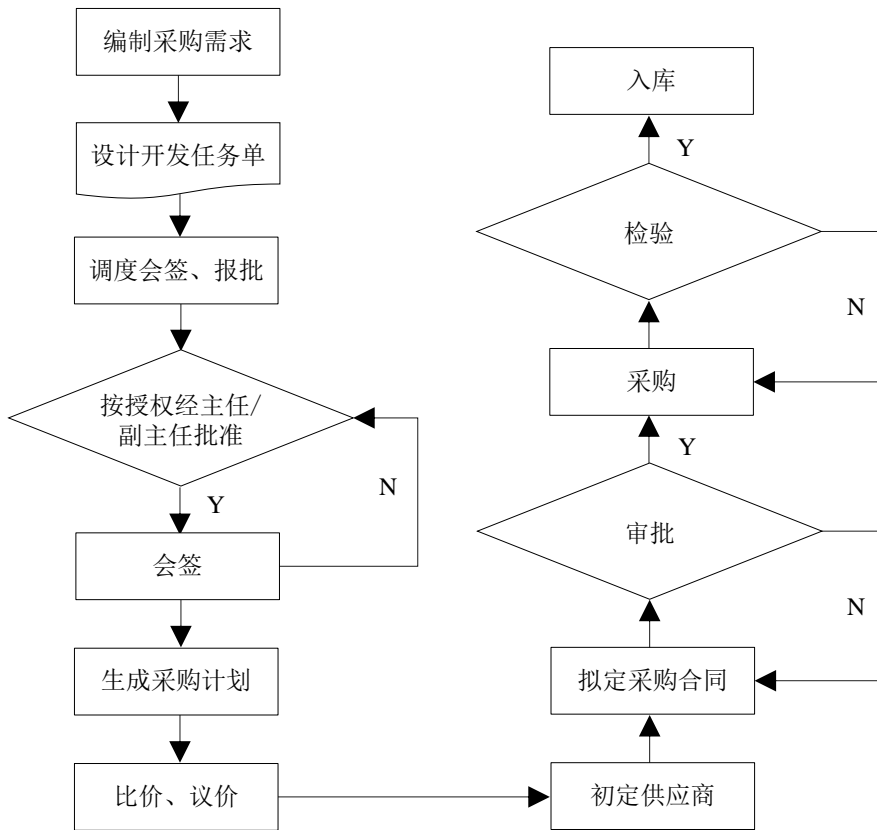 编制采购需求
设计开发任务单
调度会签、报批
按授权经主任/
副主任批准
Y
N
会签
生成采购计划
比价、议价
初定供应商
拟定采购合同
N
审批
Y
采购
N
检验
Y
入库